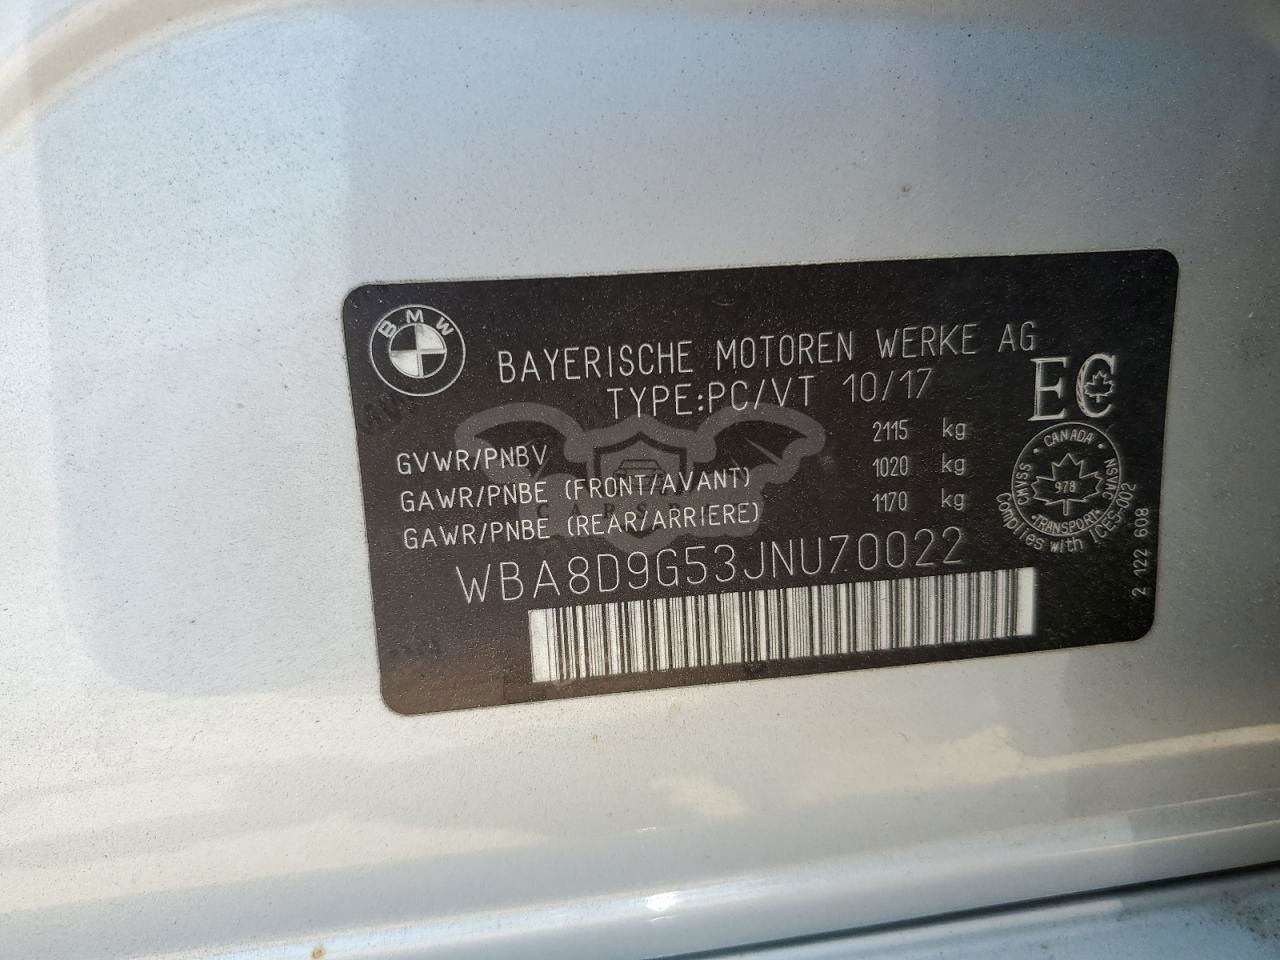 BMW
BAYERISCHE MOTOREN WERKE AG
TYPE:PC/VT 10/17
EC
GVWR/PNBV 2115 kg
GAWR/PNBE (FRONT/AVANT) 1020 kg
GAWR/PNBE (REAR/ARRIERE) 1170 kg
CANADA
978
TRANSPORT
CMVSS
NSVAC
Complies with ICES-002
WBA8D9G53JNU70022
2 122 608